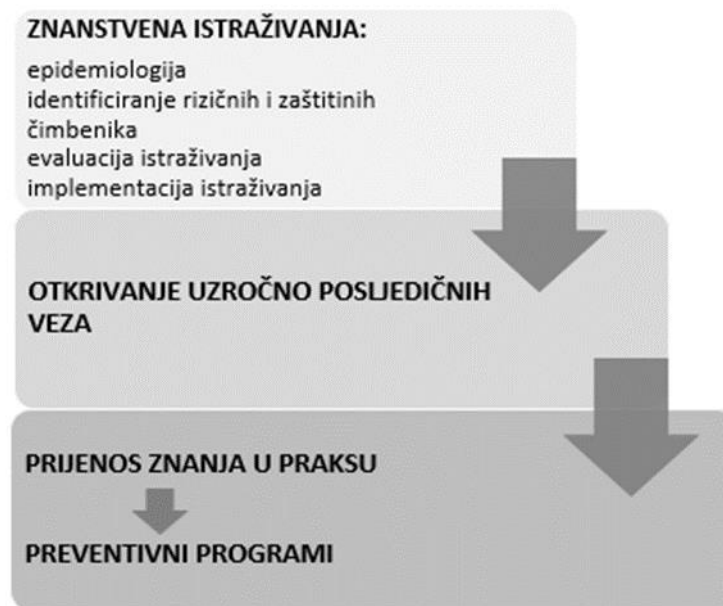 ZNANSTVENA ISTRAŽIVANJA:
epidemiologija
identificiranje rizičnih i zaštitinih
čimbenika
evaluacija istraživanja
implementacija istraživanja
OTKRIVANJE UZROČNO POSLJEDIČNIH
VEZA
PRIJENOS ZNANJA U PRAKSU
PREVENTIVNI PROGRAMI